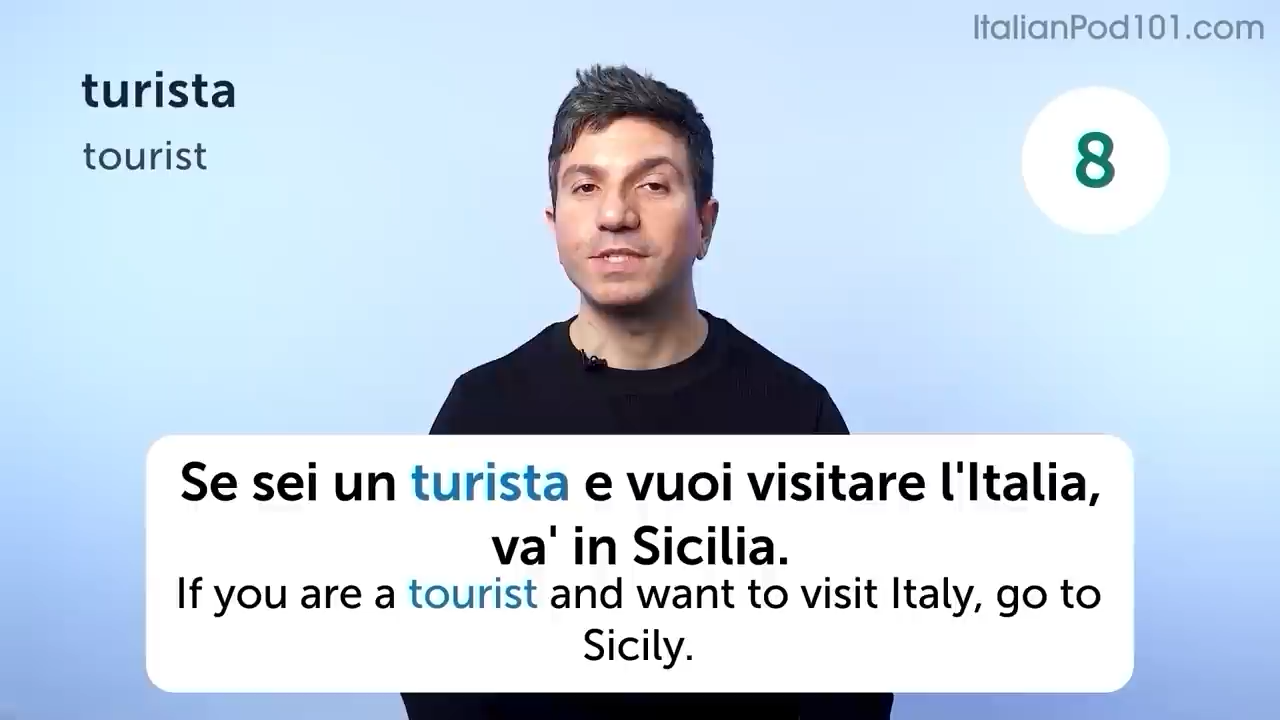 ItalianPod101.com
turista
tourist
8
Se sei un turista e vuoi visitare l'Italia,
va' in Sicilia.
If you are a tourist and want to visit Italy, go to
Sicily.